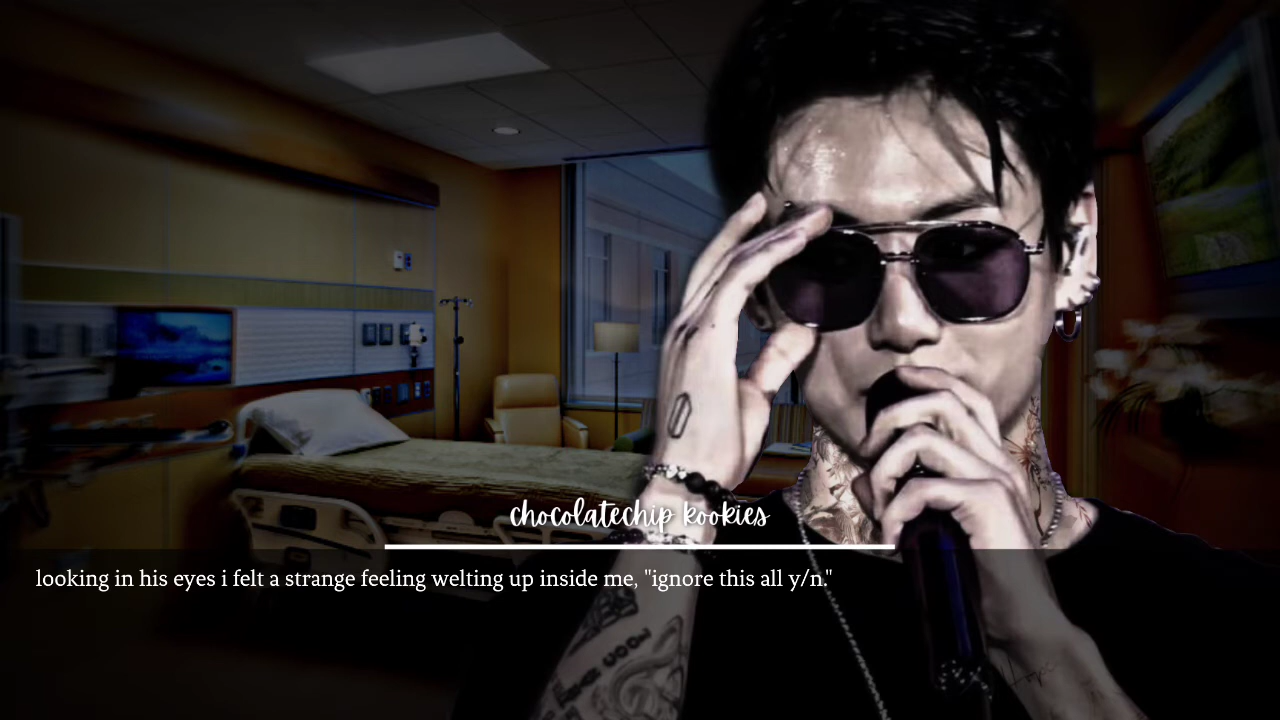 chocolatechip kookies
looking in his eyes i felt a strange feeling welting up inside me, "ignore this all y/n."